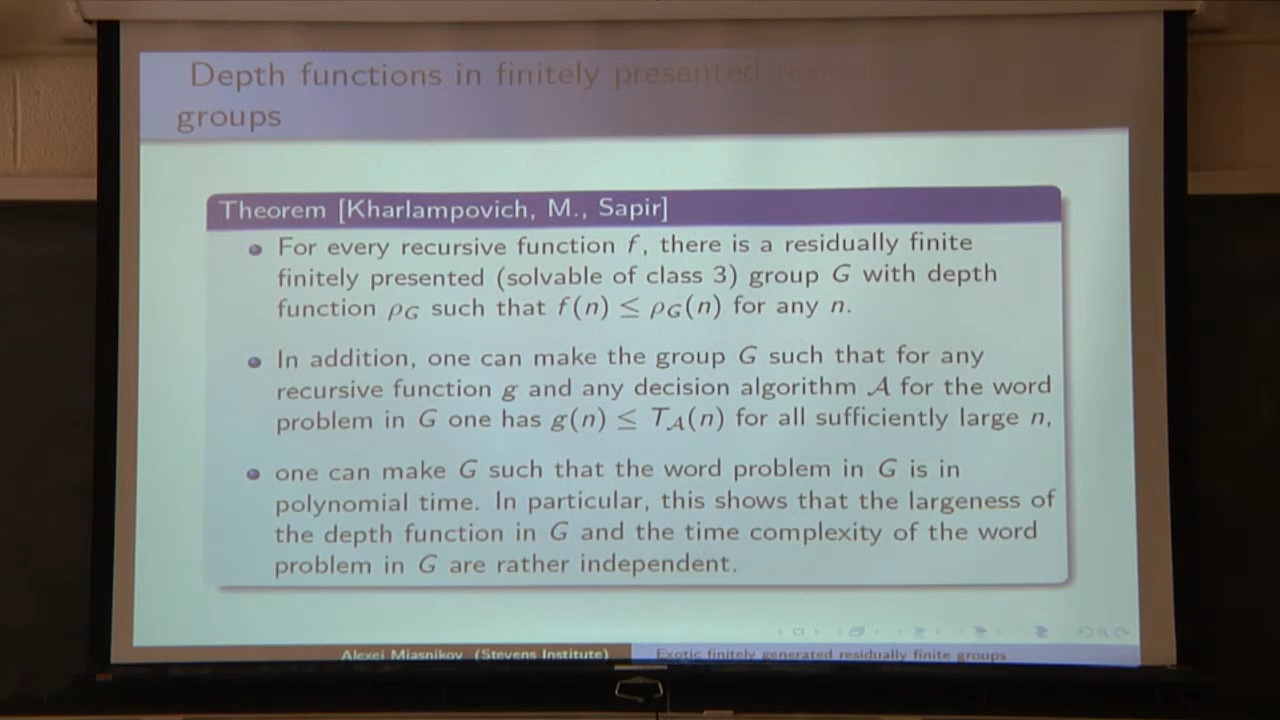 Depth functions in finitely presented
groups
Theorem [Kharlampovich, M., Sapir]
For every recursive function f, there is a residually finite
finitely presented (solvable of class 3) group G with depth
function ρ_G such that f(n) ≤ ρ_G(n) for any n.
In addition, one can make the group G such that for any
recursive function g and any decision algorithm 𝒜 for the word
problem in G one has g(n) ≤ T_𝒜(n) for all sufficiently large n,
one can make G such that the word problem in G is in
polynomial time. In particular, this shows that the largeness of
the depth function in G and the time complexity of the word
problem in G are rather independent.
Alexei Miasnikov (Stevens Institute) Exotic finitely generated residually finite groups